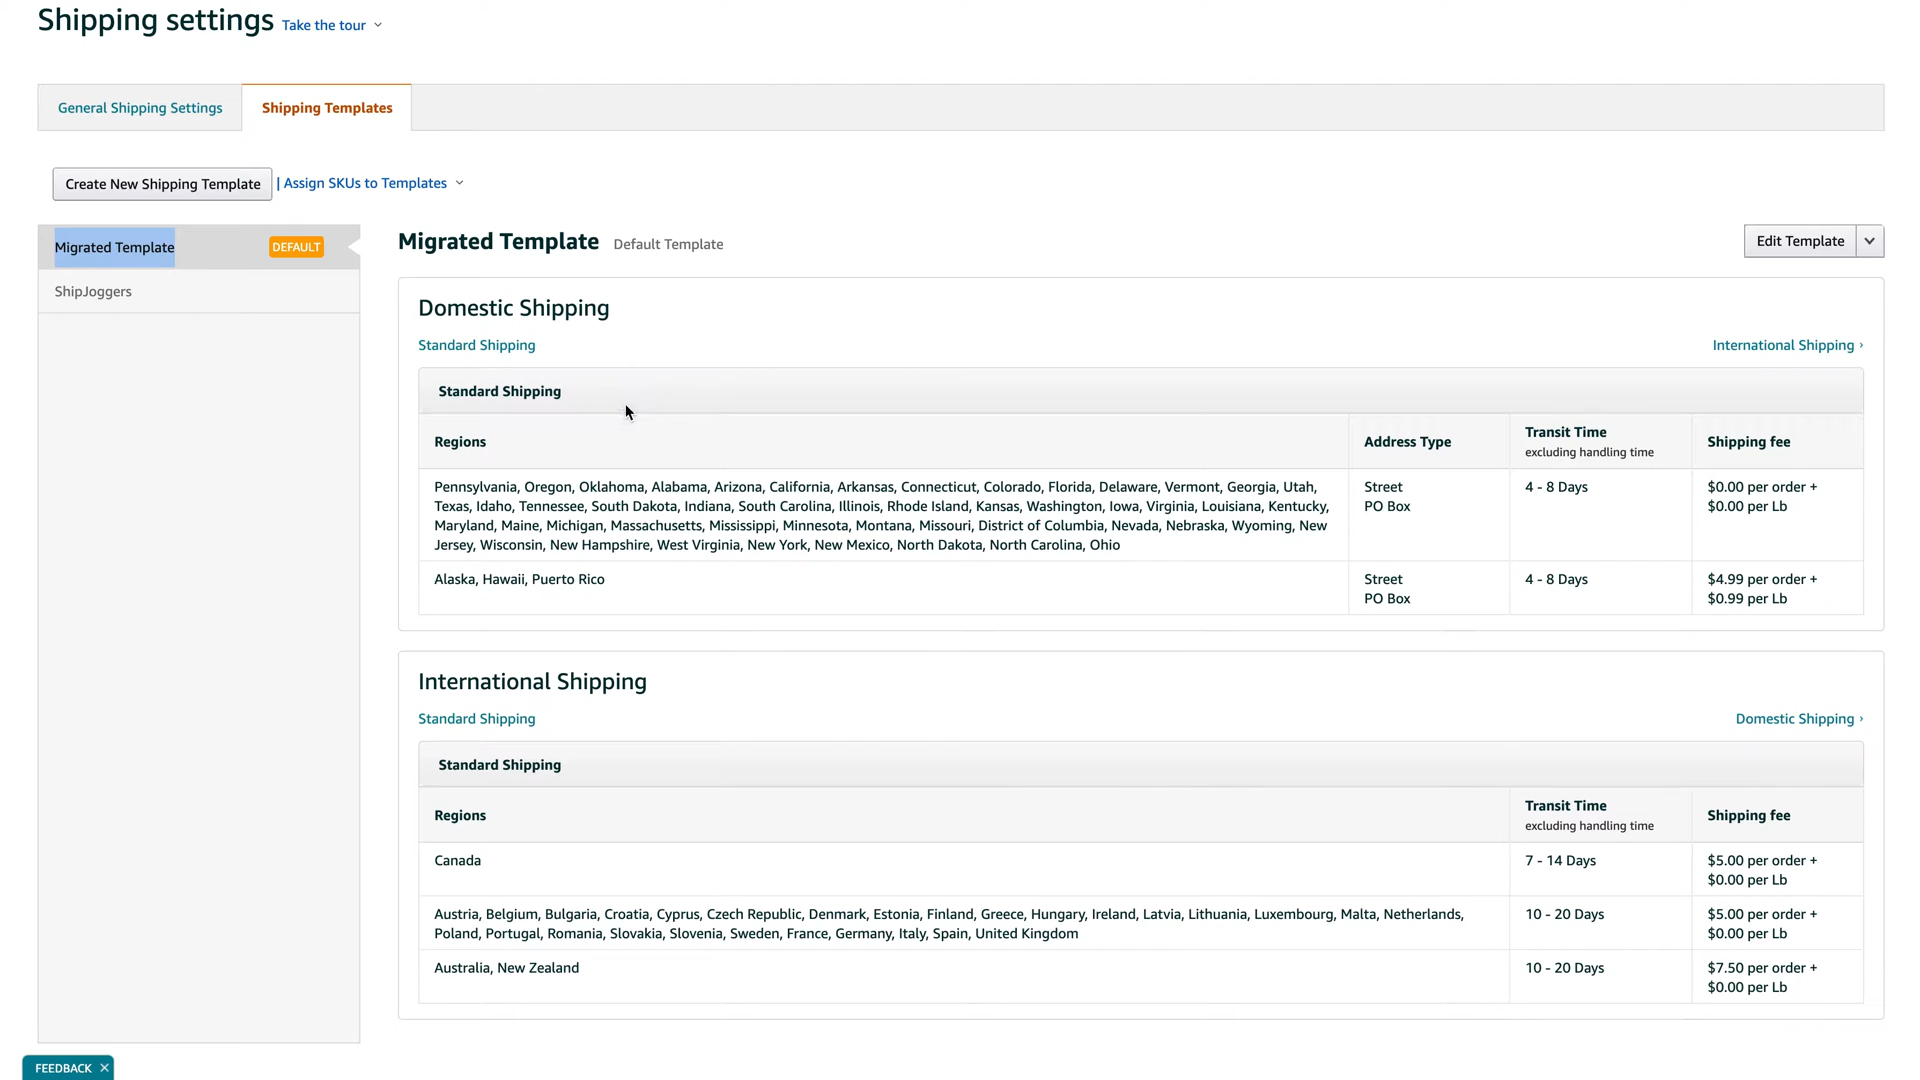 Shipping settings Take the tour
General Shipping Settings Shipping Templates
Create New Shipping Template | Assign SKUs to Templates
Migrated Template DEFAULT
ShipJoggers
Migrated Template Default Template
Edit Template
Domestic Shipping
Standard Shipping International Shipping ›
Standard Shipping
Regions Address Type Transit Time excluding handling time Shipping fee
Pennsylvania, Oregon, Oklahoma, Alabama, Arizona, California, Arkansas, Connecticut, Colorado, Florida, Delaware, Vermont, Georgia, Utah,
Texas, Idaho, Tennessee, South Dakota, Indiana, South Carolina, Illinois, Rhode Island, Kansas, Washington, Iowa, Virginia, Louisiana, Kentucky,
Maryland, Maine, Michigan, Massachusetts, Mississippi, Minnesota, Montana, Missouri, District of Columbia, Nevada, Nebraska, Wyoming, New
Jersey, Wisconsin, New Hampshire, West Virginia, New York, New Mexico, North Dakota, North Carolina, Ohio
Street
PO Box
4 - 8 Days
$0.00 per order +
$0.00 per Lb
Alaska, Hawaii, Puerto Rico
Street
PO Box
4 - 8 Days
$4.99 per order +
$0.99 per Lb
International Shipping
Standard Shipping Domestic Shipping ›
Standard Shipping
Regions Transit Time excluding handling time Shipping fee
Canada
7 - 14 Days
$5.00 per order +
$0.00 per Lb
Austria, Belgium, Bulgaria, Croatia, Cyprus, Czech Republic, Denmark, Estonia, Finland, Greece, Hungary, Ireland, Latvia, Lithuania, Luxembourg, Malta, Netherlands,
Poland, Portugal, Romania, Slovakia, Slovenia, Sweden, France, Germany, Italy, Spain, United Kingdom
10 - 20 Days
$5.00 per order +
$0.00 per Lb
Australia, New Zealand
10 - 20 Days
$7.50 per order +
$0.00 per Lb
FEEDBACK ×